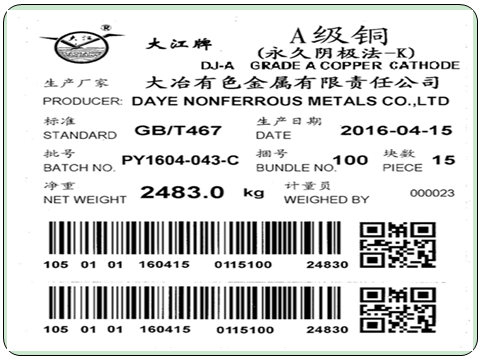 大江 ®
大江牌
A级铜
(永久阴极法-K)
DJ-A GRADE A COPPER CATHODE
生产厂家 大冶有色金属有限责任公司
PRODUCER: DAYE NONFERROUS METALS CO.,LTD
标准 生产日期
STANDARD GB/T467 DATE 2016-04-15
批号 捆号 块数
BATCH NO. PY1604-043-C BUNDLE NO. 100 PIECE 15
净重 计量员
NET WEIGHT 2483.0 kg WEIGHED BY 000023
105 01 01 160415 0115100 24830
105 01 01 160415 0115100 24830